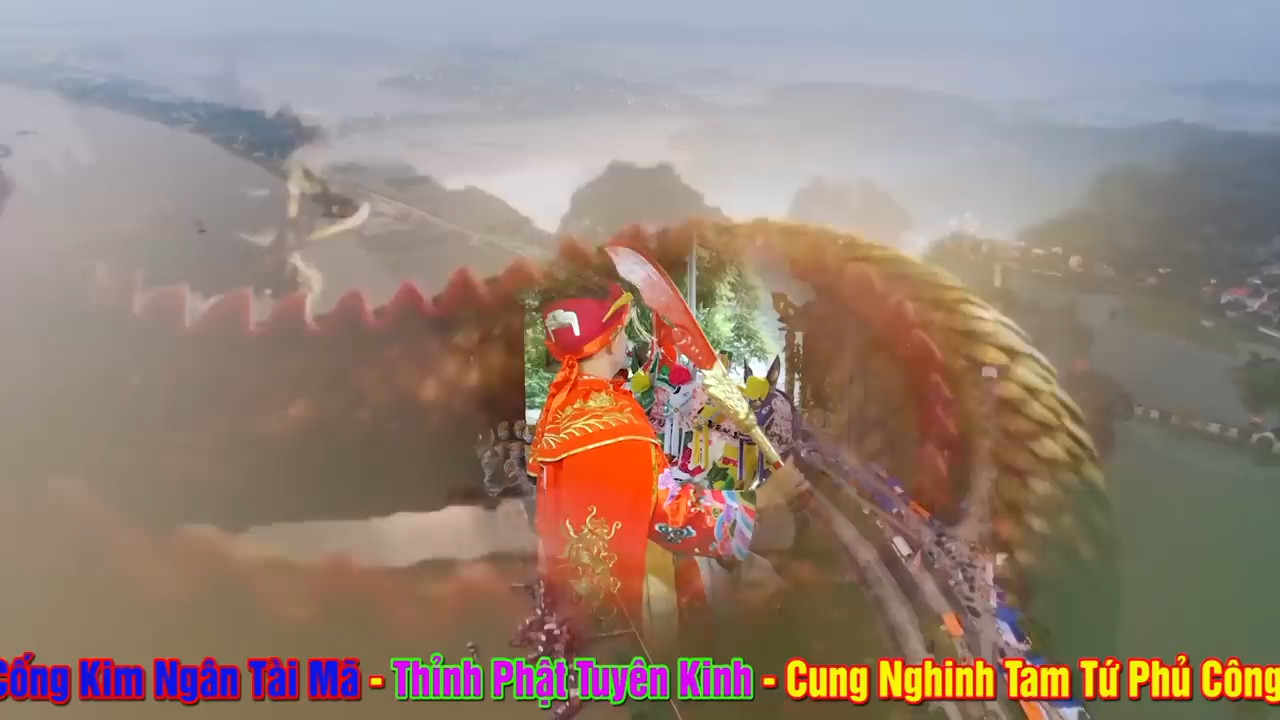 Cống Kim Ngân Tài Mã - Thỉnh Phật Tuyên Kinh - Cung Nghinh Tam Tứ Phủ Công